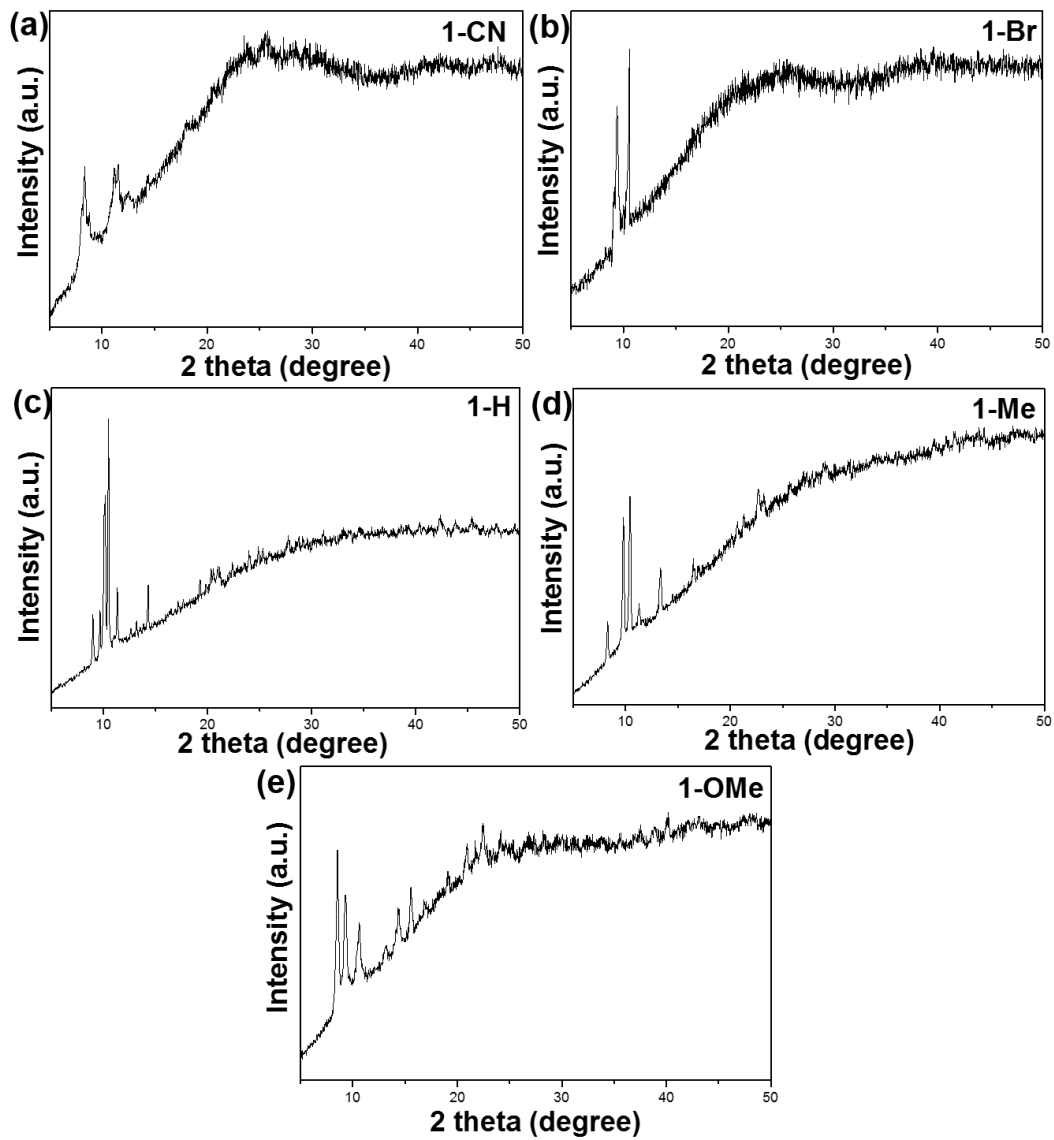 (a)
1-CN
Intensity (a.u.)
10 20 30 40 50
2 theta (degree)
(b)
1-Br
Intensity (a.u.)
10 20 30 40 50
2 theta (degree)
(c)
1-H
Intensity (a.u.)
10 20 30 40 50
2 theta (degree)
(d)
1-Me
Intensity (a.u.)
10 20 30 40 50
2 theta (degree)
(e)
1-OMe
Intensity (a.u.)
10 20 30 40 50
2 theta (degree)